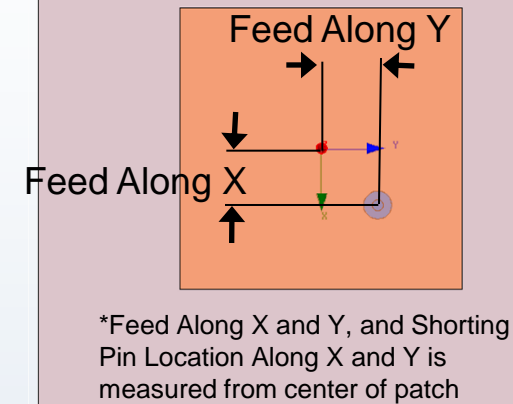 Feed Along Y
Y
Feed Along X
X
*Feed Along X and Y, and Shorting
Pin Location Along X and Y is
measured from center of patch